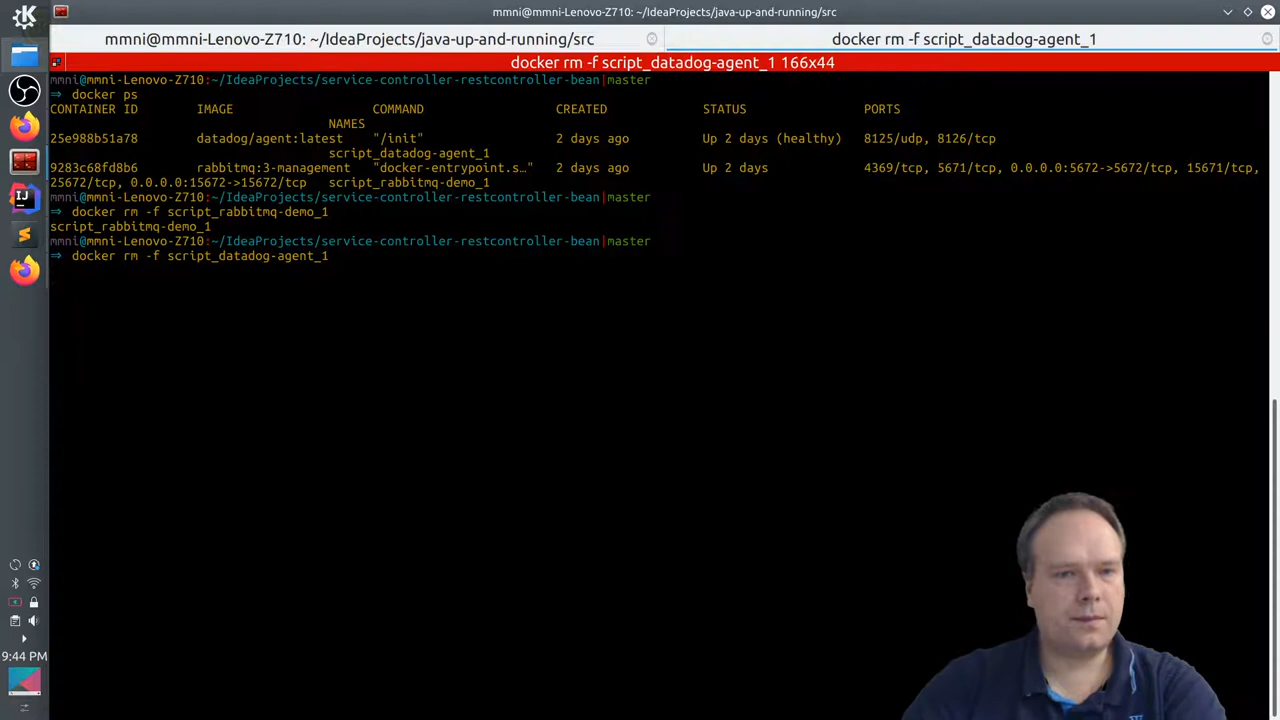 mmni@mmni-Lenovo-Z710: ~/IdeaProjects/java-up-and-running/src
mmni@mmni-Lenovo-Z710: ~/IdeaProjects/java-up-and-running/src
docker rm -f script_datadog-agent_1
docker rm -f script_datadog-agent_1 166x44
mmni@mmni-Lenovo-Z710:~/IdeaProjects/service-controller-restcontroller-bean|master
⇒ docker ps
CONTAINER ID IMAGE COMMAND CREATED STATUS PORTS
NAMES
25e988b51a78 datadog/agent:latest "/init" 2 days ago Up 2 days (healthy) 8125/udp, 8126/tcp
script_datadog-agent_1
9283c68fd8b6 rabbitmq:3-management "docker-entrypoint.s…" 2 days ago Up 2 days 4369/tcp, 5671/tcp, 0.0.0.0:5672->5672/tcp, 15671/tcp,
25672/tcp, 0.0.0.0:15672->15672/tcp script_rabbitmq-demo_1
mmni@mmni-Lenovo-Z710:~/IdeaProjects/service-controller-restcontroller-bean|master
⇒ docker rm -f script_rabbitmq-demo_1
script_rabbitmq-demo_1
mmni@mmni-Lenovo-Z710:~/IdeaProjects/service-controller-restcontroller-bean|master
⇒ docker rm -f script_datadog-agent_1
IJ
9:44 PM